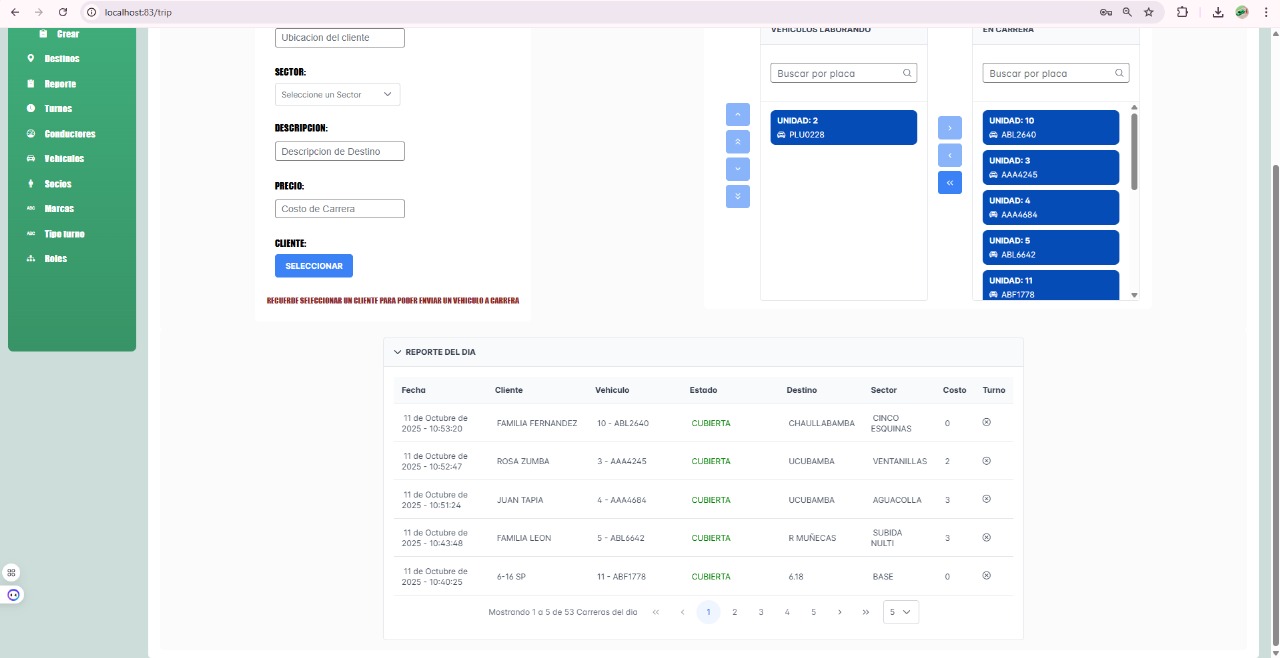 localhost:83/trip
Crear
Destinos
Reporte
Turnos
Conductores
Vehiculos
Socios
Marcas
Tipo turno
Roles
Ubicacion del cliente
SECTOR:
Seleccione un Sector
DESCRIPCION:
Descripcion de Destino
PRECIO:
Costo de Carrera
CLIENTE:
SELECCIONAR
RECUERDE SELECCIONAR UN CLIENTE PARA PODER ENVIAR UN VEHICULO A CARRERA
VEHICULOS LABORANDO
Buscar por placa
UNIDAD: 2
PLU0228
EN CARRERA
Buscar por placa
UNIDAD: 10
ABL2640
UNIDAD: 3
AAA4245
UNIDAD: 4
AAA4684
UNIDAD: 5
ABL6642
UNIDAD: 11
ABF1778
REPORTE DEL DIA
Fecha Cliente Vehiculo Estado Destino Sector Costo Turno
11 de Octubre de 2025 - 10:53:20 FAMILIA FERNANDEZ 10 - ABL2640 CUBIERTA CHAULLABAMBA CINCO ESQUINAS 0
11 de Octubre de 2025 - 10:52:47 ROSA ZUMBA 3 - AAA4245 CUBIERTA UCUBAMBA VENTANILLAS 2
11 de Octubre de 2025 - 10:51:24 JUAN TAPIA 4 - AAA4684 CUBIERTA UCUBAMBA AGUACOLLA 3
11 de Octubre de 2025 - 10:43:48 FAMILIA LEON 5 - ABL6642 CUBIERTA R MUÑECAS SUBIDA NULTI 3
11 de Octubre de 2025 - 10:40:25 6-16 SP 11 - ABF1778 CUBIERTA 6.18 BASE 0
Mostrando 1 a 5 de 53 Carreras del dia 1 2 3 4 5 5